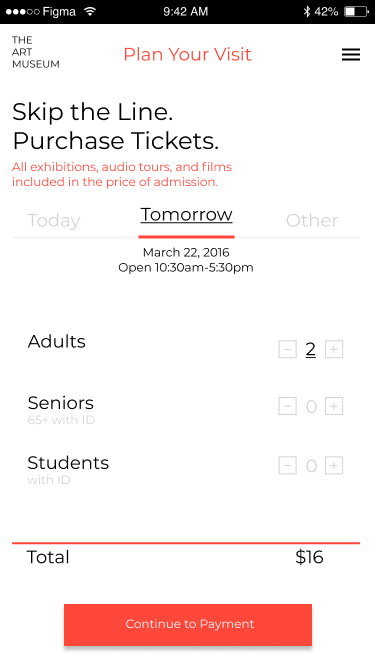 Figma 9:42 AM 42%
THE
ART
MUSEUM
Plan Your Visit
Skip the Line.
Purchase Tickets.
All exhibitions, audio tours, and films
included in the price of admission.
Today Tomorrow Other
March 22, 2016
Open 10:30am-5:30pm
Adults − 2 +
Seniors − 0 +
65+ with ID
Students − 0 +
with ID
Total $16
Continue to Payment